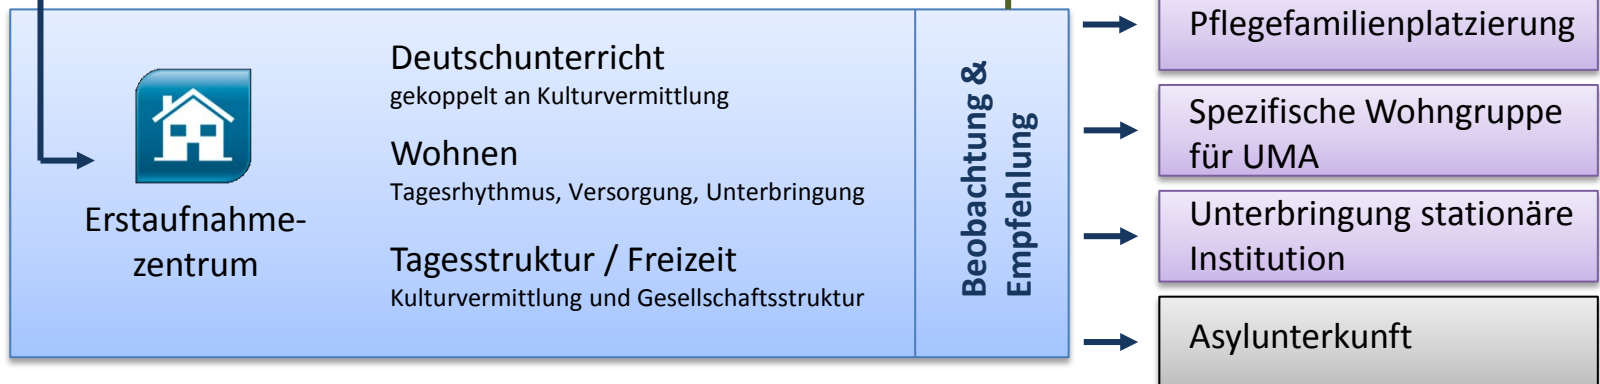 Erstaufnahme-
zentrum
Deutschunterricht
gekoppelt an Kulturvermittlung
Wohnen
Tagesrhythmus, Versorgung, Unterbringung
Tagesstruktur / Freizeit
Kulturvermittlung und Gesellschaftsstruktur
Beobachtung &
Empfehlung
Pflegefamilienplatzierung
Spezifische Wohngruppe
für UMA
Unterbringung stationäre
Institution
Asylunterkunft